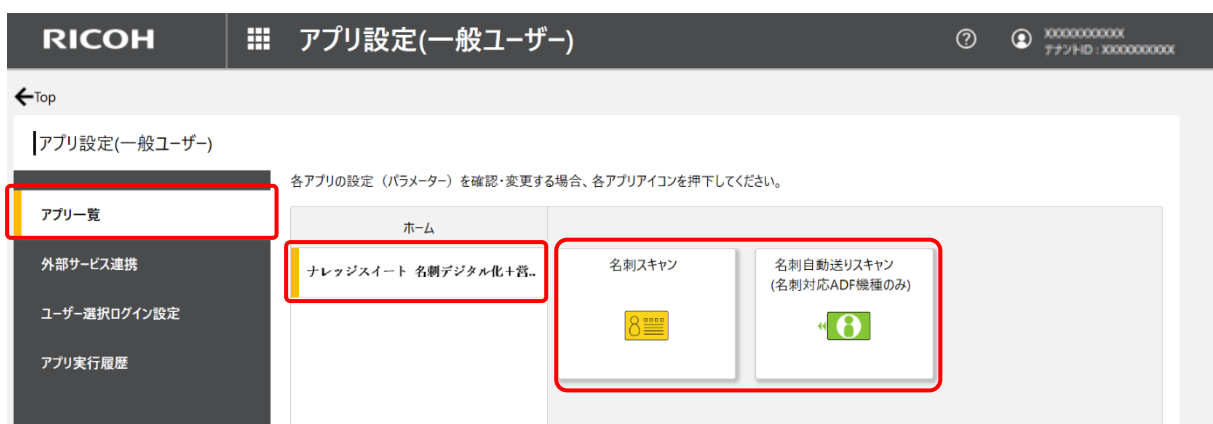 RICOH
アプリ設定(一般ユーザー)
XXXXXXXXXXXX
テナントID : XXXXXXXXXXX
Top
アプリ設定(一般ユーザー)
各アプリの設定（パラメーター）を確認・変更する場合、各アプリアイコンを押下してください。
アプリ一覧
外部サービス連携
ユーザー選択ログイン設定
アプリ実行履歴
ホーム
ナレッジスイート 名刺デジタル化+営..
名刺スキャン
名刺自動送りスキャン
(名刺対応ADF機種のみ)